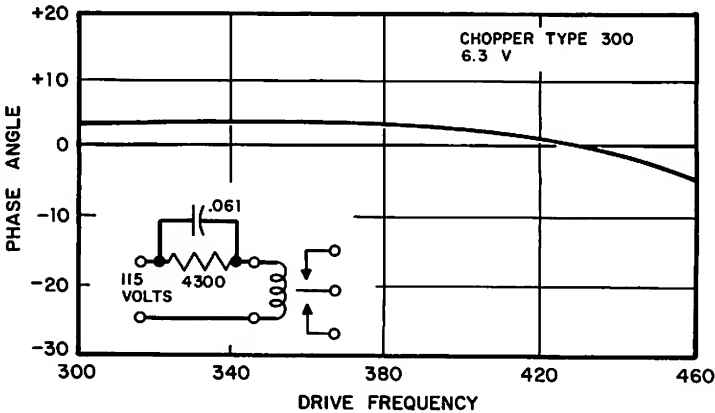 +20
CHOPPER TYPE 300
6.3 V
+10
0
-10
-20
-30
PHASE ANGLE
.061
115
VOLTS
4300
300
340
380
420
460
DRIVE FREQUENCY